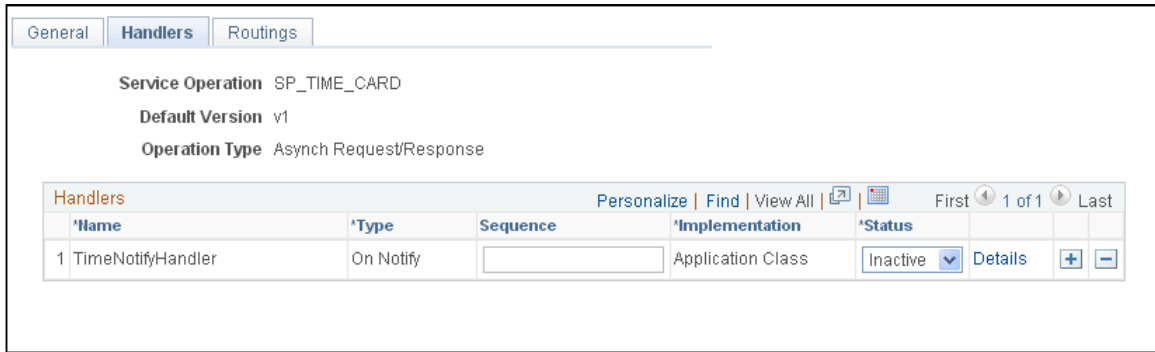 General Handlers Routings
Service Operation SP_TIME_CARD
Default Version v1
Operation Type Asynch Request/Response
Handlers Personalize | Find | View All | | First 1 of 1 Last
*Name *Type Sequence *Implementation *Status
1 TimeNotifyHandler On Notify Application Class Inactive Details